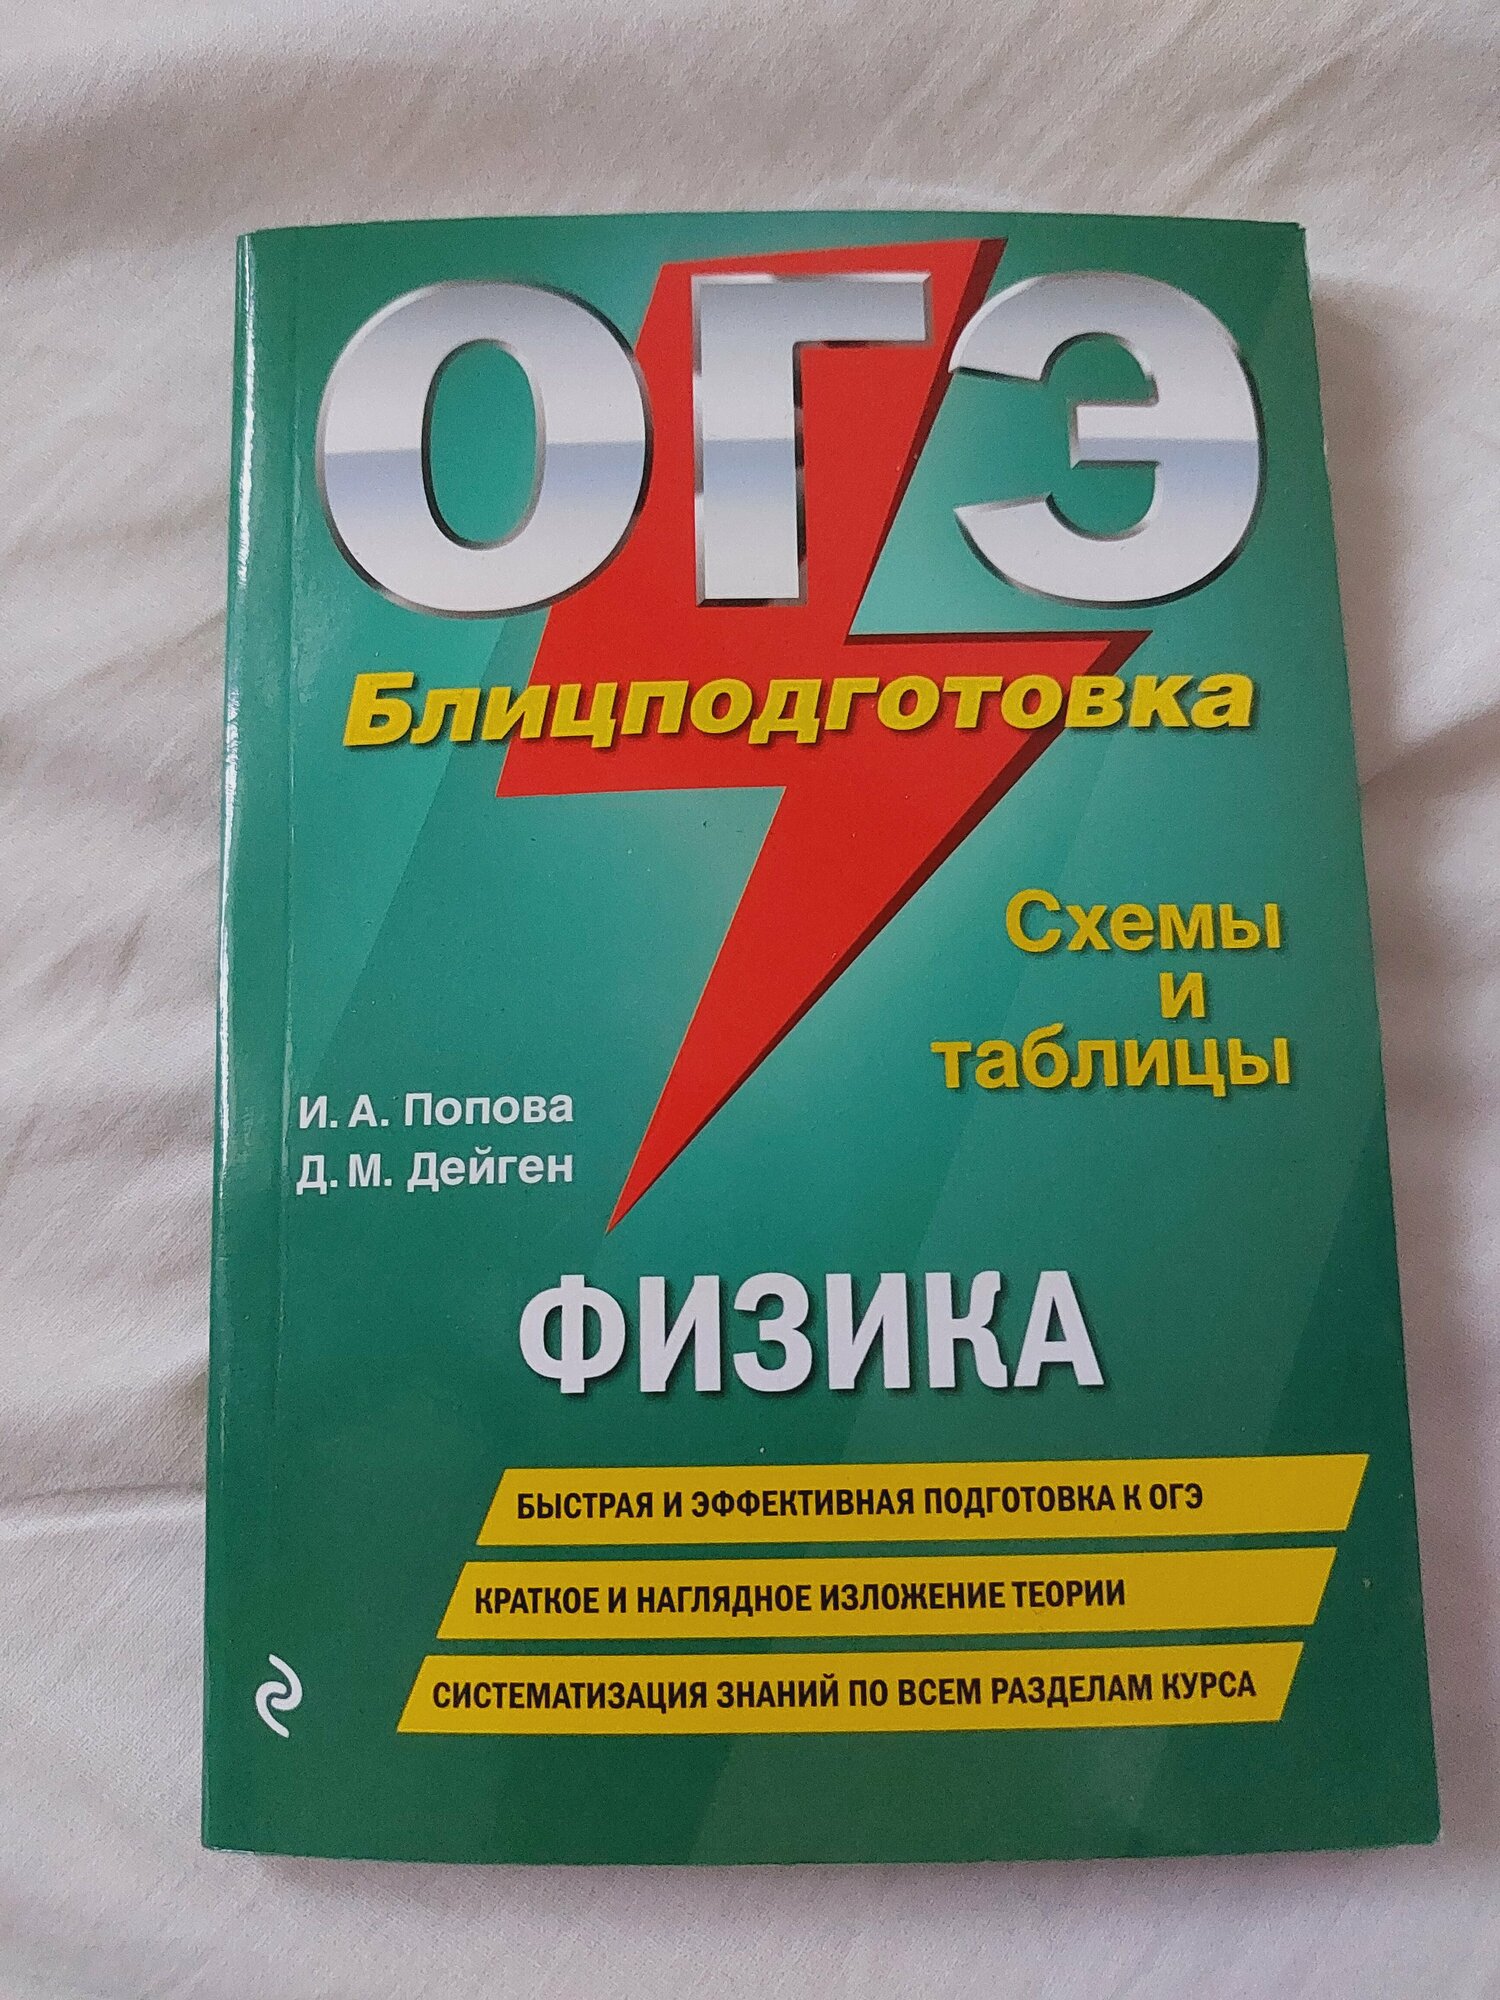 ОГЭ
Блицподготовка
Схемы
и
таблицы
И. А. Попова
Д. М. Дейген
ФИЗИКА
БЫСТРАЯ И ЭФФЕКТИВНАЯ ПОДГОТОВКА К ОГЭ
КРАТКОЕ И НАГЛЯДНОЕ ИЗЛОЖЕНИЕ ТЕОРИИ
СИСТЕМАТИЗАЦИЯ ЗНАНИЙ ПО ВСЕМ РАЗДЕЛАМ КУРСА